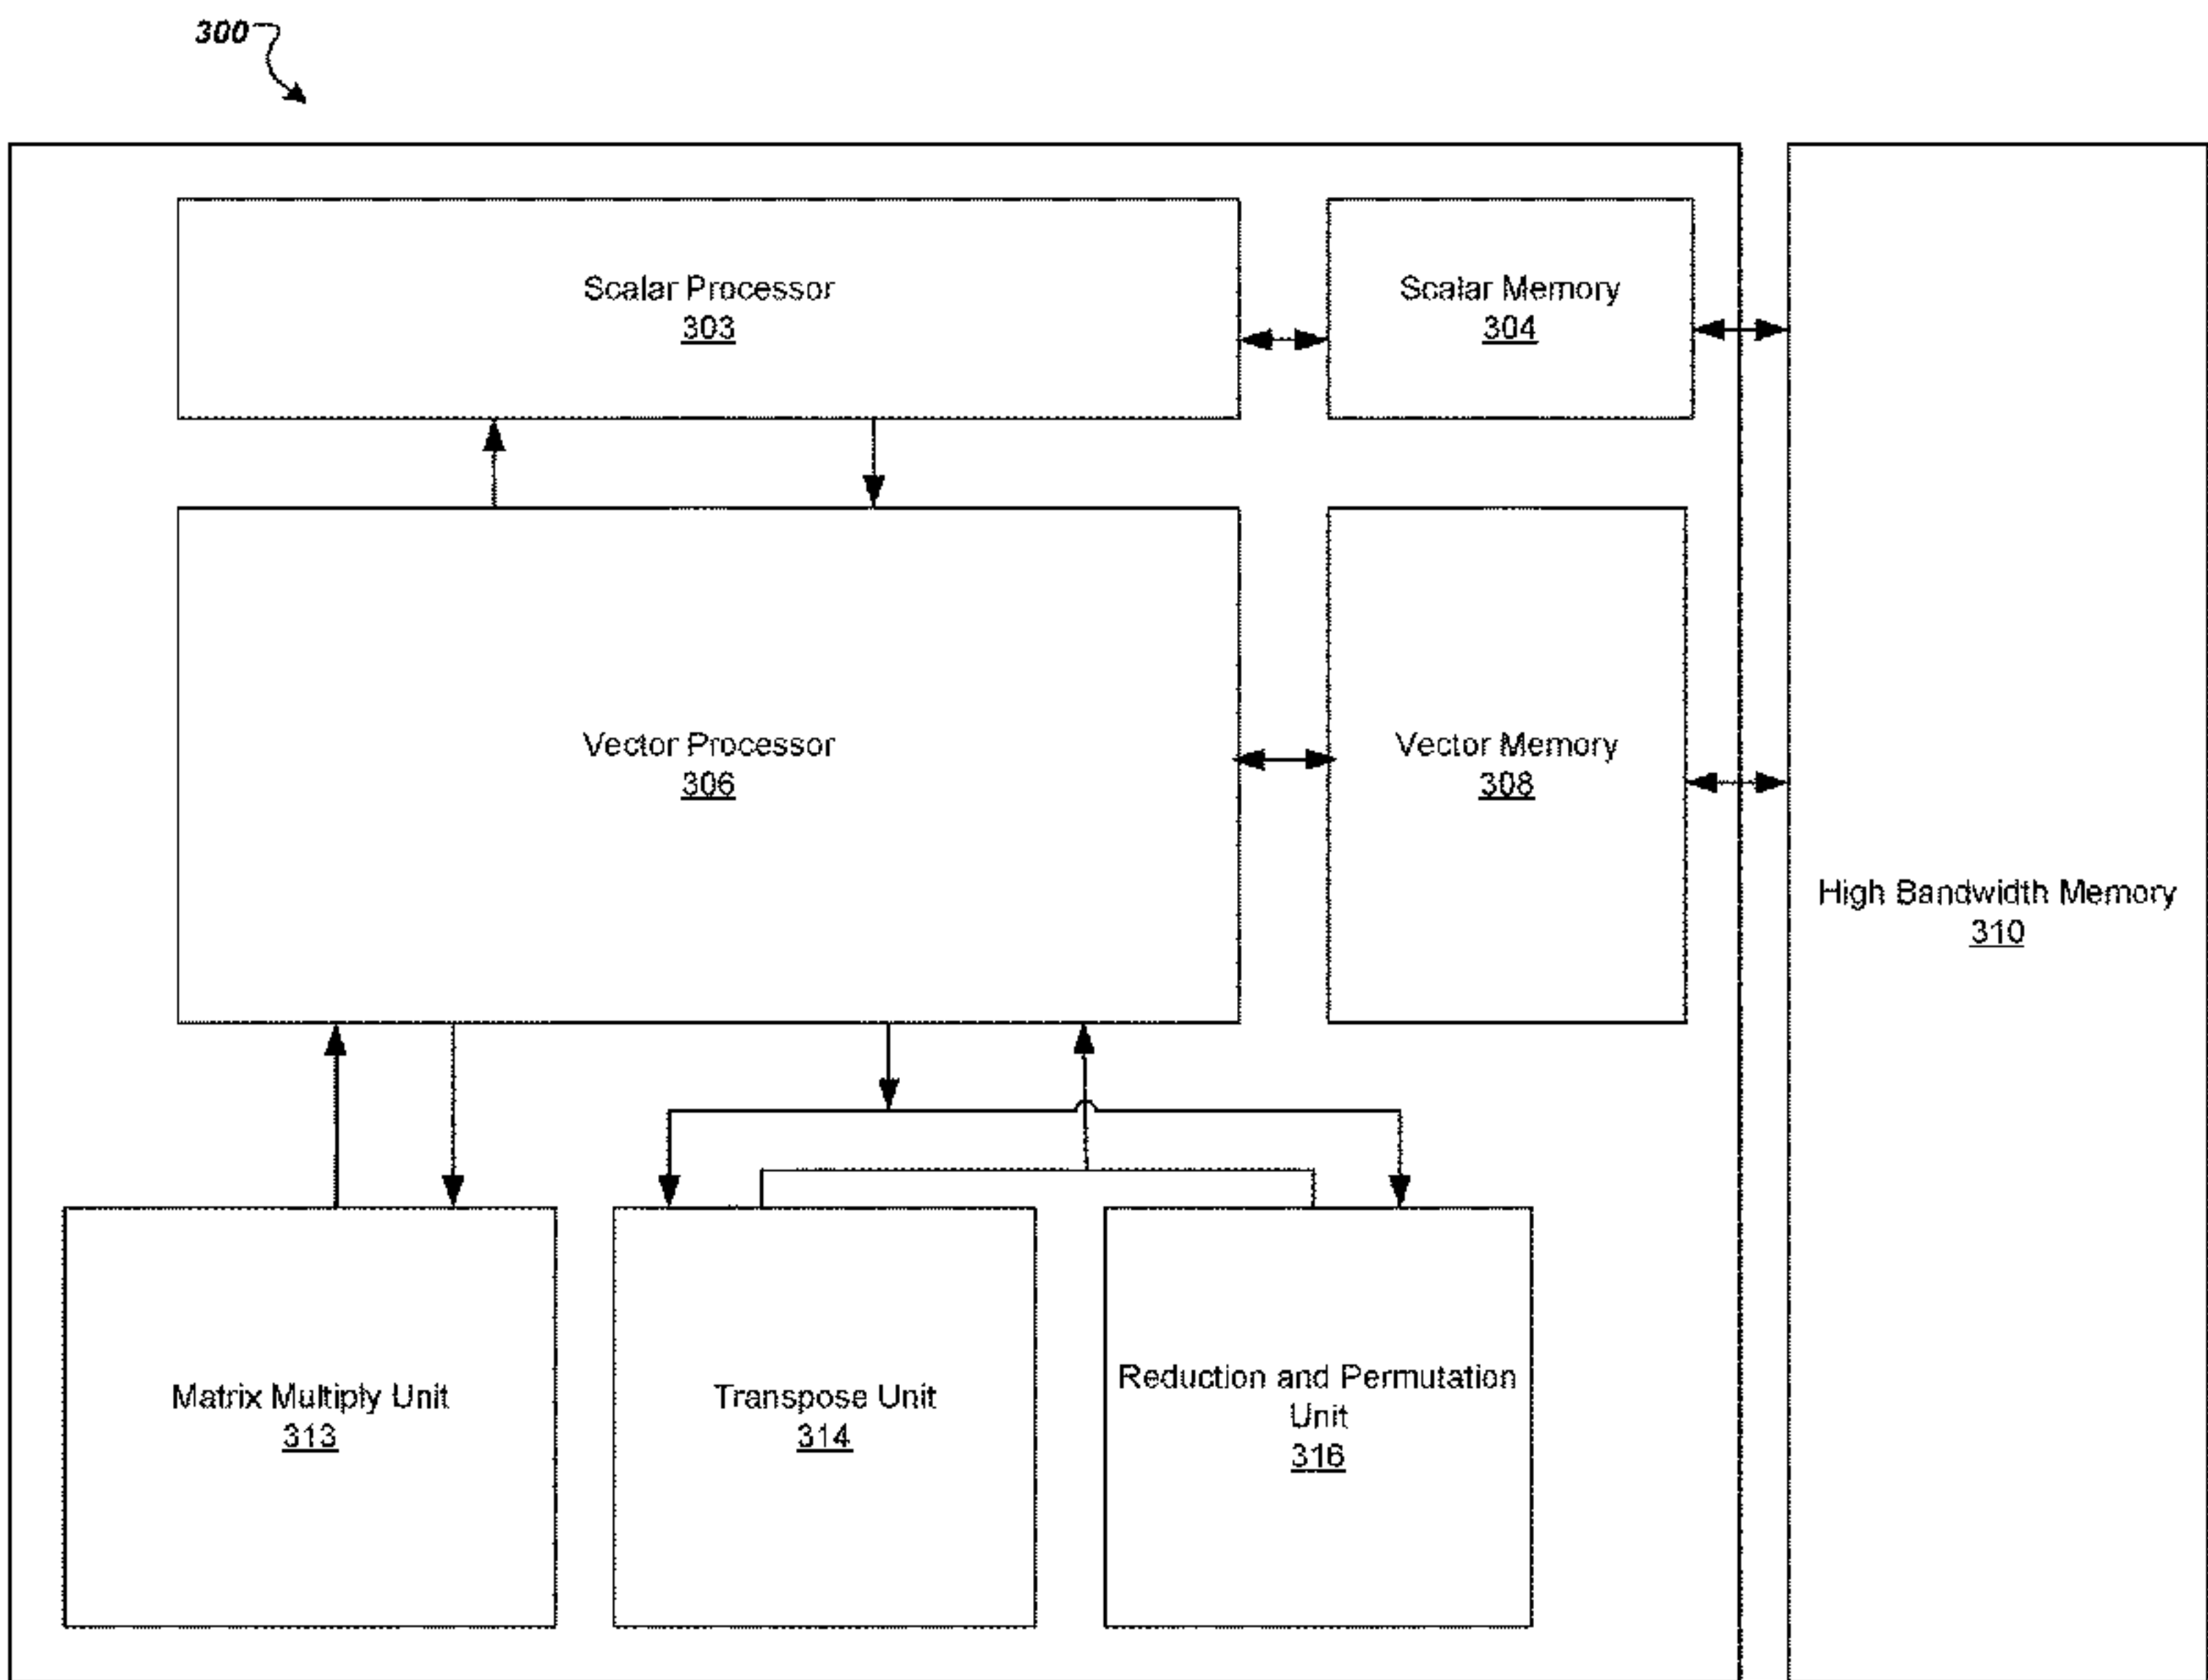 300
Scalar Processor
303
Scalar Memory
304
Vector Processor
306
Vector Memory
308
High Bandwidth Memory
310
Matrix Multiply Unit
313
Transpose Unit
314
Reduction and Permutation
Unit
316